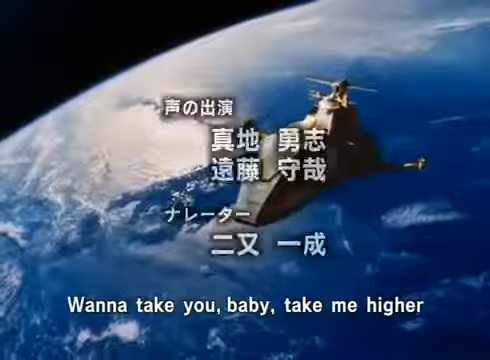 声の出演
真地 勇志
遠藤 守哉
ナレーター
二又 一成
Wanna take you, baby, take me higher